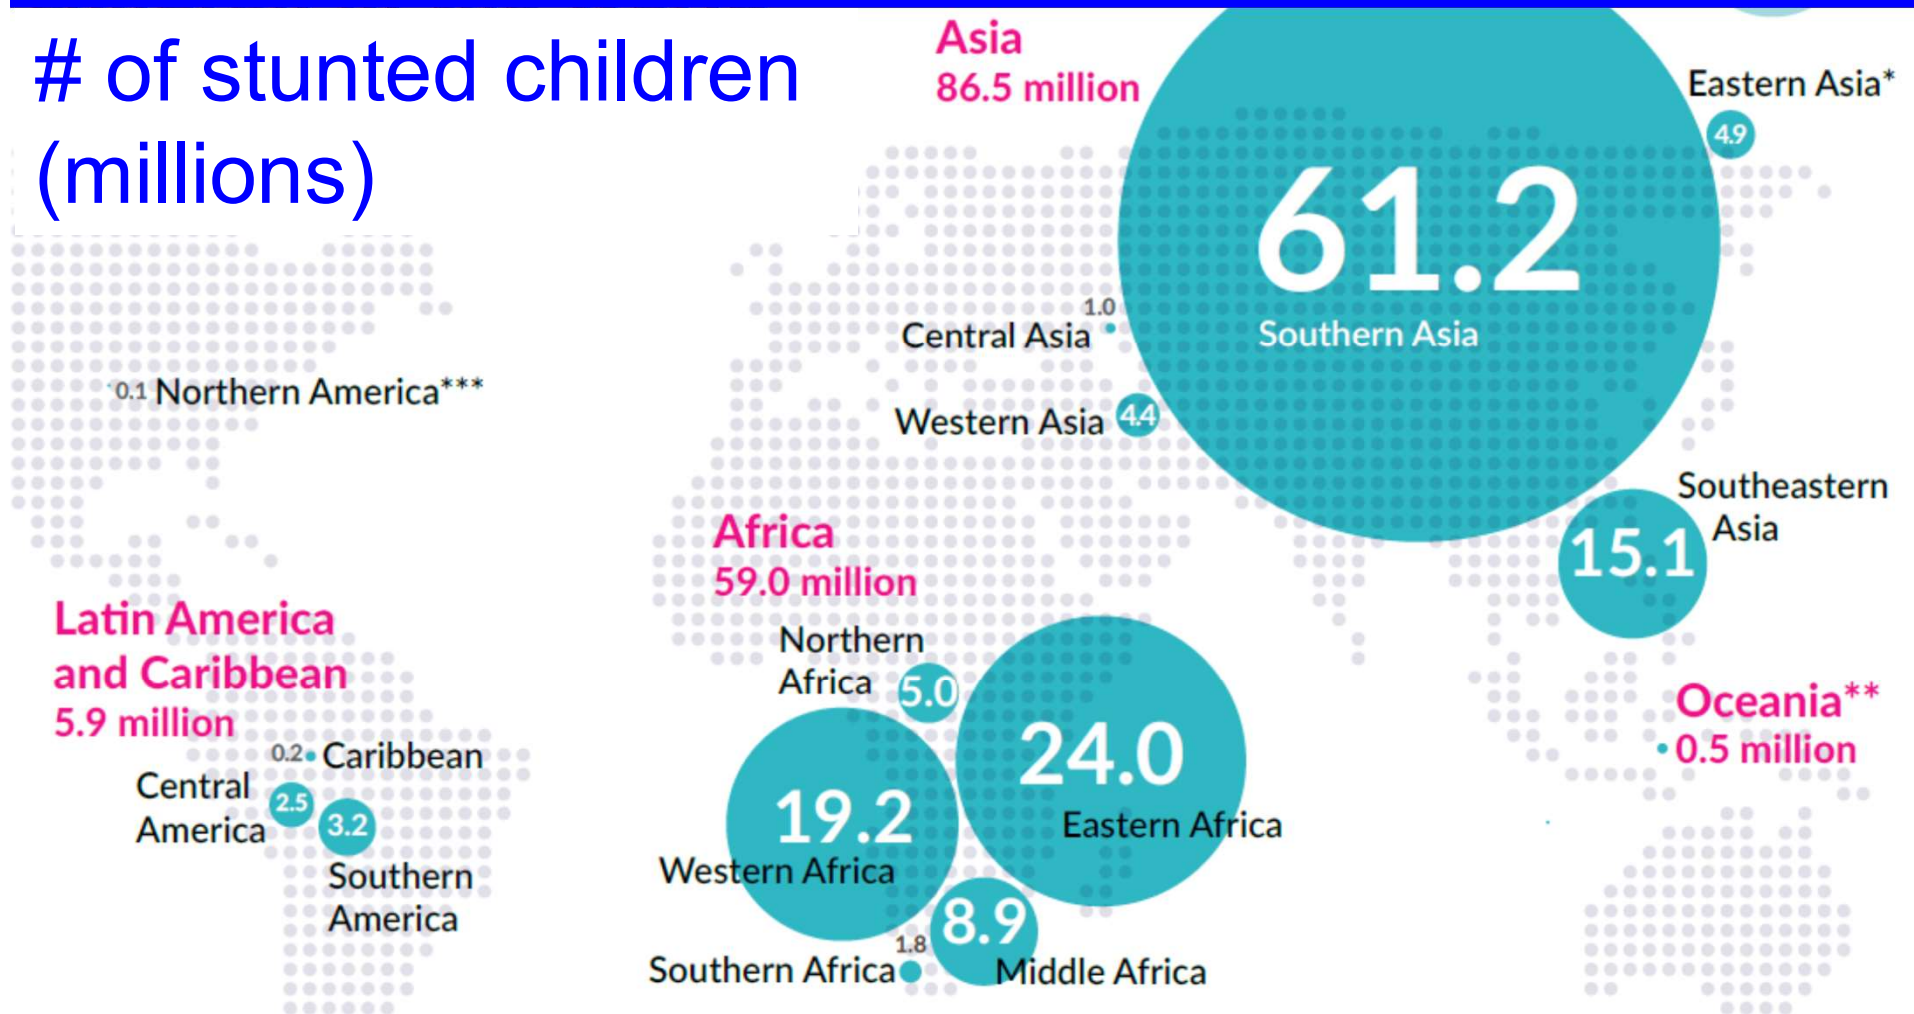 # of stunted children
(millions)
Asia
86.5 million
Eastern Asia*
4.9
61.2
Southern Asia
1.0
Central Asia
Western Asia 4.4
0.1 Northern America***
Southeastern
Asia
15.1
Africa
59.0 million
Northern
Africa 5.0
24.0
Eastern Africa
19.2
Western Africa
8.9
Middle Africa
1.8
Southern Africa
Latin America
and Caribbean
5.9 million
0.2 Caribbean
Central
America
2.5
3.2
Southern
America
Oceania**
0.5 million